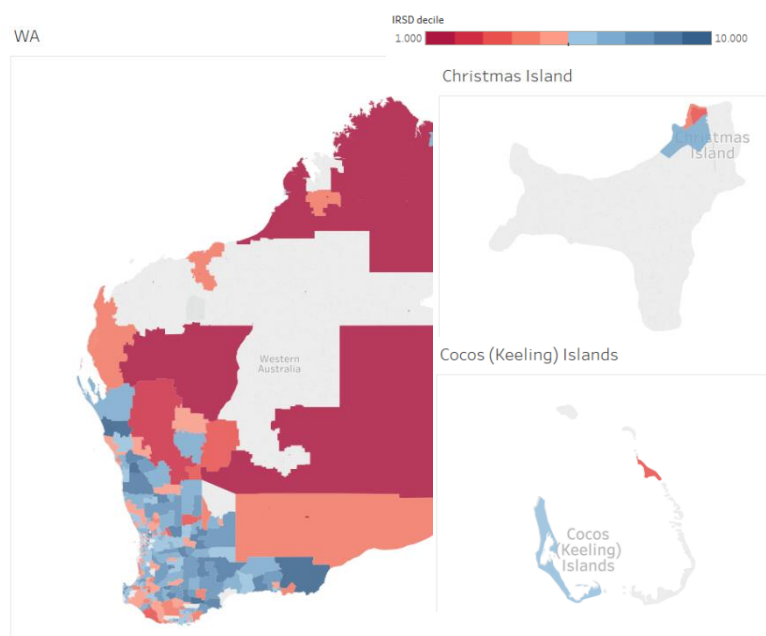 WA
IRSD decile
1.000
10.000
Christmas Island
Christmas
Island
Western
Australia
Cocos (Keeling) Islands
Cocos
(Keeling)
Islands